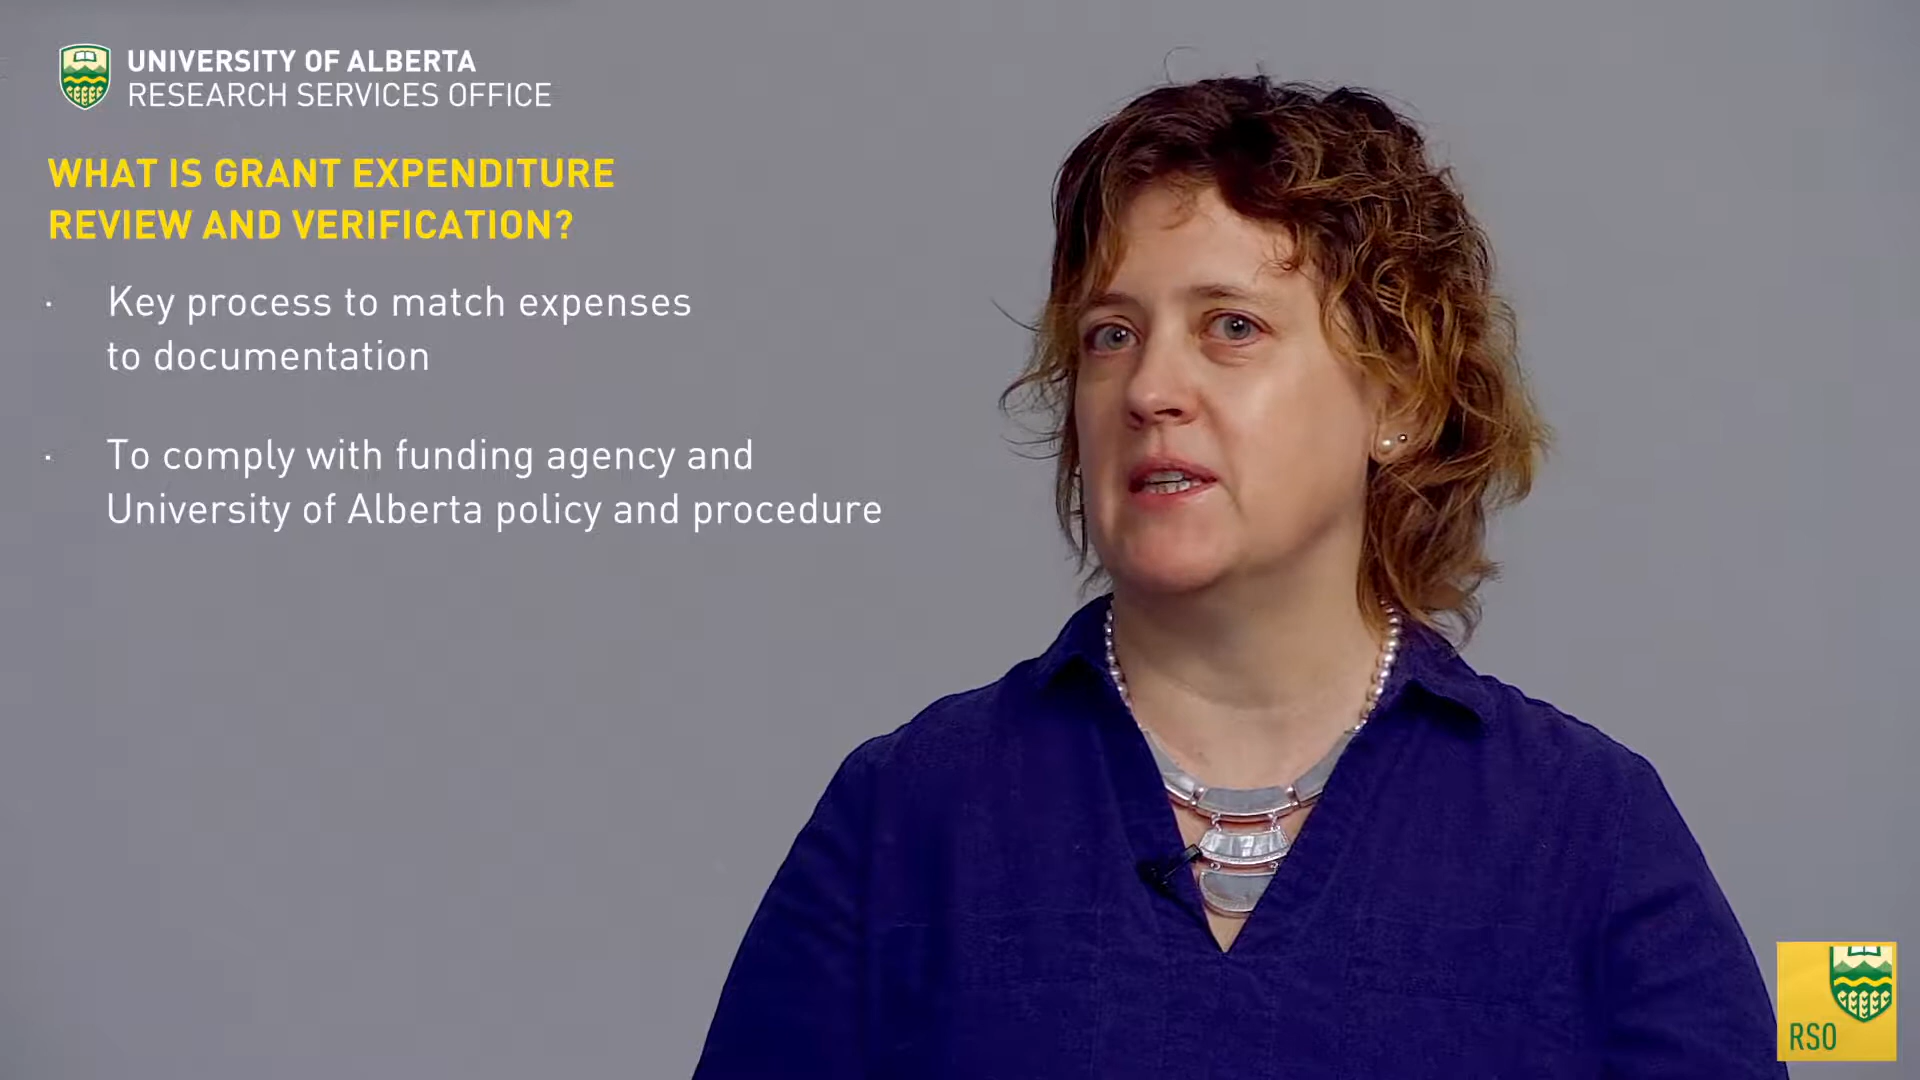 UNIVERSITY OF ALBERTA
RESEARCH SERVICES OFFICE
WHAT IS GRANT EXPENDITURE
REVIEW AND VERIFICATION?
· Key process to match expenses
to documentation
· To comply with funding agency and
University of Alberta policy and procedure
RSO